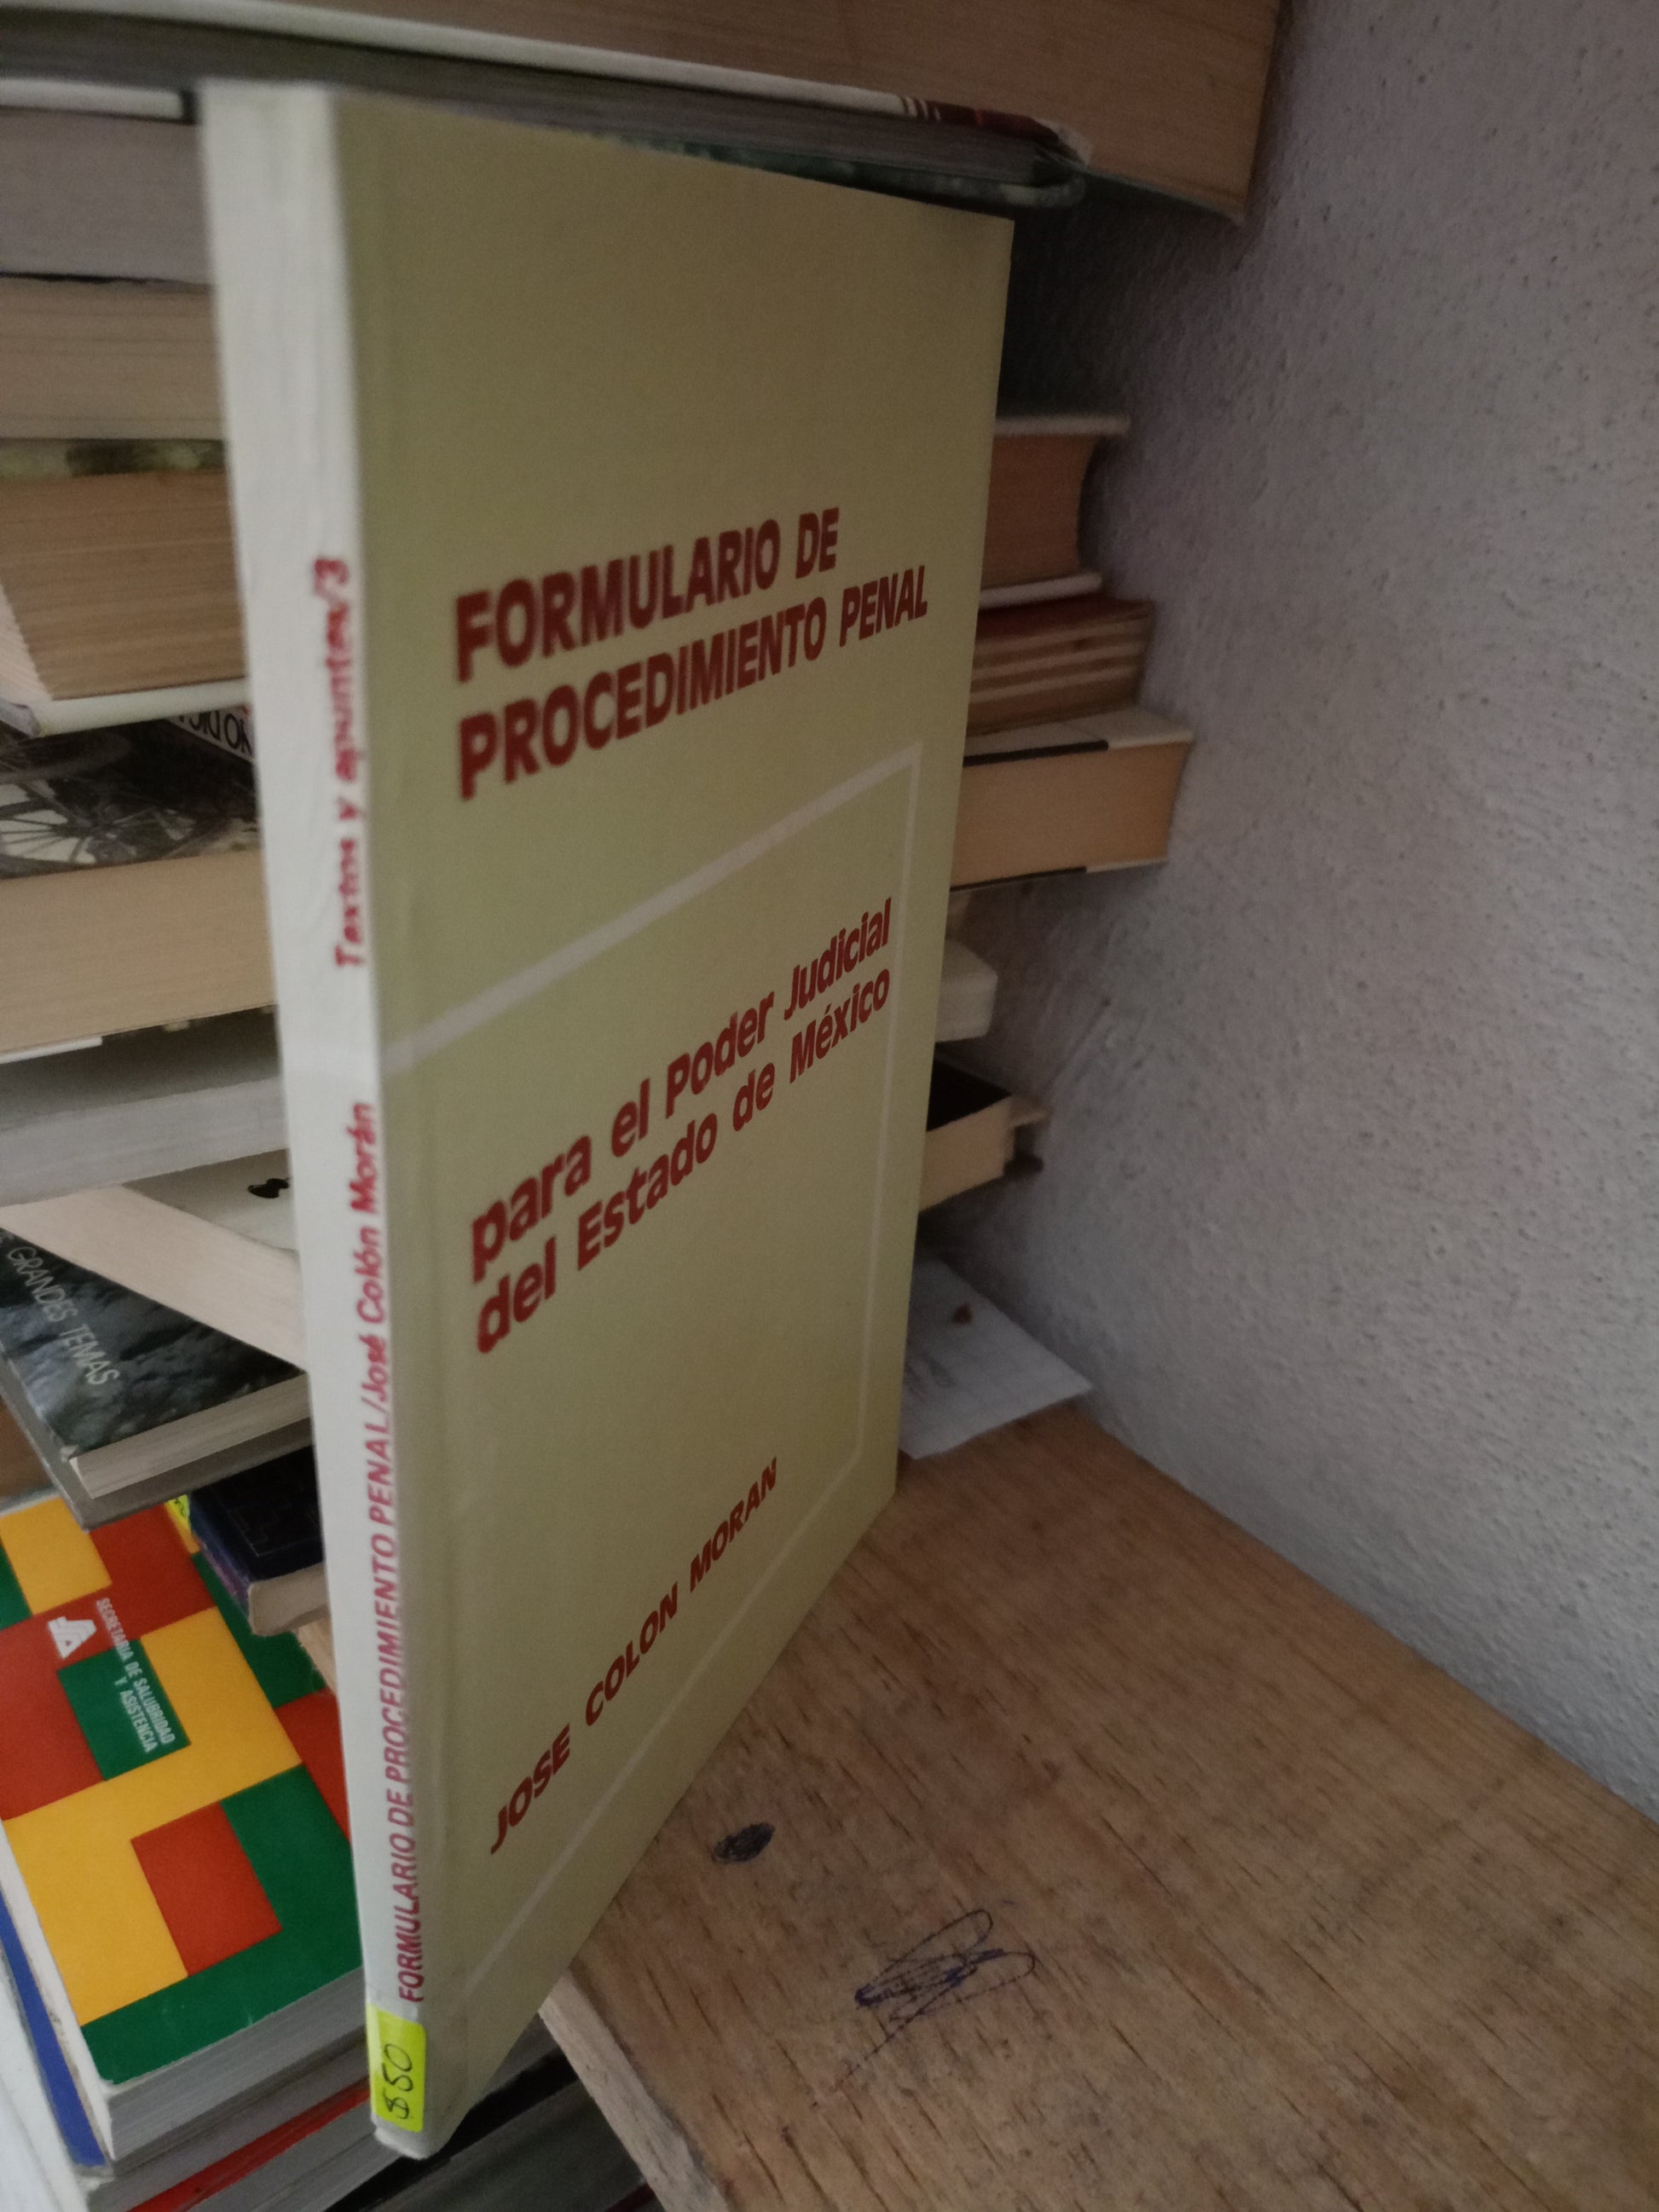 FORMULARIO DE
PROCEDIMIENTO PENAL
para el Poder Judicial
del Estado de México
JOSE COLON MORAN
FORMULARIO DE PROCEDIMIENTO PENAL/José Colón Morán
Textos y apuntes/3
$50
GRANDES TEMAS
SECRETARIA DE SALUBRIDAD
Y ASISTENCIA